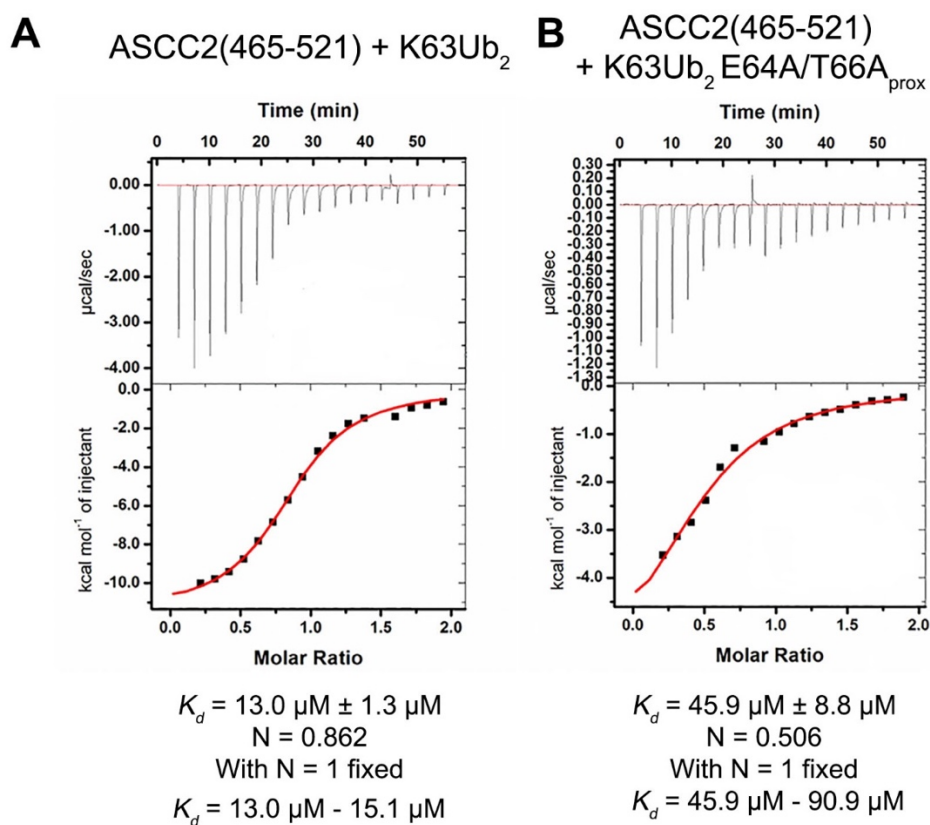 A
ASCC2(465-521) + K63Ub2
Time (min)
0 10 20 30 40 50
0.00
-1.00
-2.00
-3.00
-4.00
µcal/sec
0.0
-2.0
-4.0
-6.0
-8.0
-10.0
kcal mol-1 of injectant
0.0 0.5 1.0 1.5 2.0
Molar Ratio
Kd = 13.0 µM ± 1.3 µM
N = 0.862
With N = 1 fixed
Kd = 13.0 µM - 15.1 µM
B
ASCC2(465-521)
+ K63Ub2 E64A/T66Aprox
Time (min)
0 10 20 30 40 50
0.30
0.20
0.10
0.00
-0.10
-0.20
-0.30
-0.40
-0.50
-0.60
-0.70
-0.80
-0.90
-1.00
-1.10
-1.20
-1.30
µcal/sec
0.0
-1.0
-2.0
-3.0
-4.0
kcal mol-1 of injectant
0.0 0.5 1.0 1.5 2.0
Molar Ratio
Kd = 45.9 µM ± 8.8 µM
N = 0.506
With N = 1 fixed
Kd = 45.9 µM - 90.9 µM